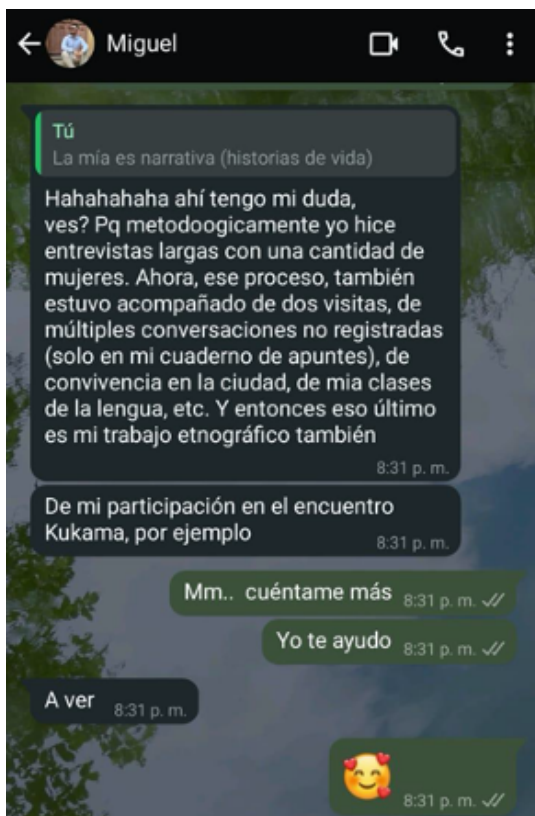 Miguel
Tú
La mía es narrativa (historias de vida)
Hahahahaha ahí tengo mi duda,
ves? Pq metodoogicamente yo hice
entrevistas largas con una cantidad de
mujeres. Ahora, ese proceso, también
estuvo acompañado de dos visitas, de
múltiples conversaciones no registradas
(solo en mi cuaderno de apuntes), de
convivencia en la ciudad, de mia clases
de la lengua, etc. Y entonces eso último
es mi trabajo etnográfico también
8:31 p. m.
De mi participación en el encuentro
Kukama, por ejemplo
8:31 p. m.
Mm.. cuéntame más 8:31 p. m.
Yo te ayudo 8:31 p. m.
A ver 8:31 p. m.
8:31 p. m.